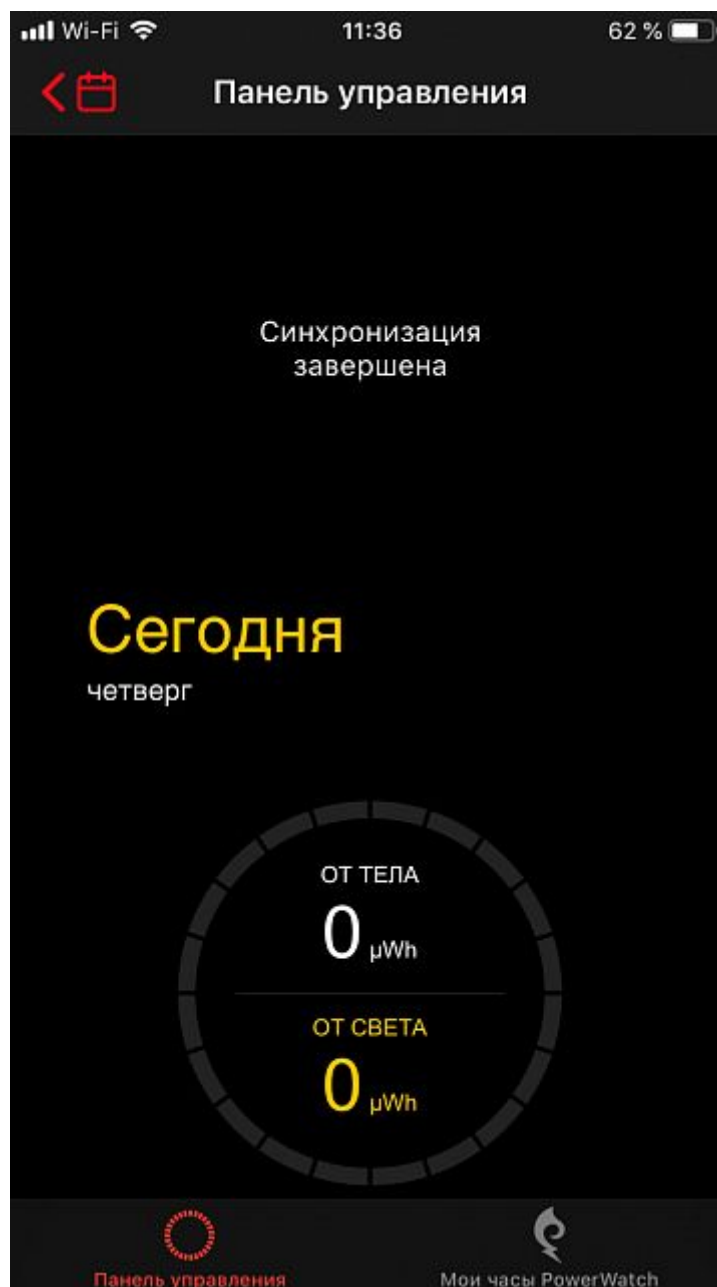 Wi-Fi 11:36 62 %
Панель управления
Синхронизация
завершена
Сегодня
четверг
ОТ ТЕЛА
0 µWh
ОТ СВЕТА
0 µWh
Панель управления Мои часы PowerWatch